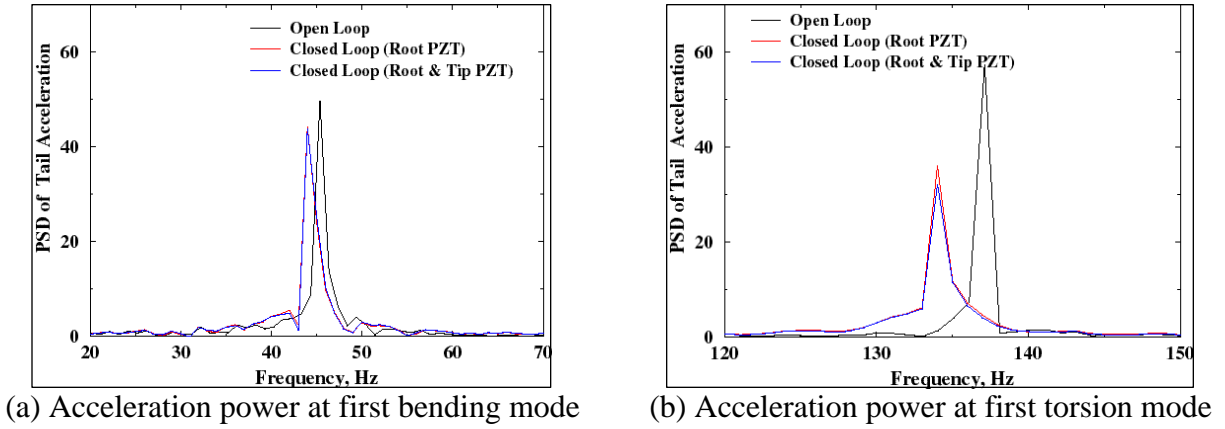 PSD of Tail Acceleration
60
40
20
0
Open Loop
Closed Loop (Root PZT)
Closed Loop (Root & Tip PZT)
20 30 40 50 60 70
Frequency, Hz
(a) Acceleration power at first bending mode
PSD of Tail Acceleration
60
40
20
0
Open Loop
Closed Loop (Root PZT)
Closed Loop (Root & Tip PZT)
120 130 140 150
Frequency, Hz
(b) Acceleration power at first torsion mode